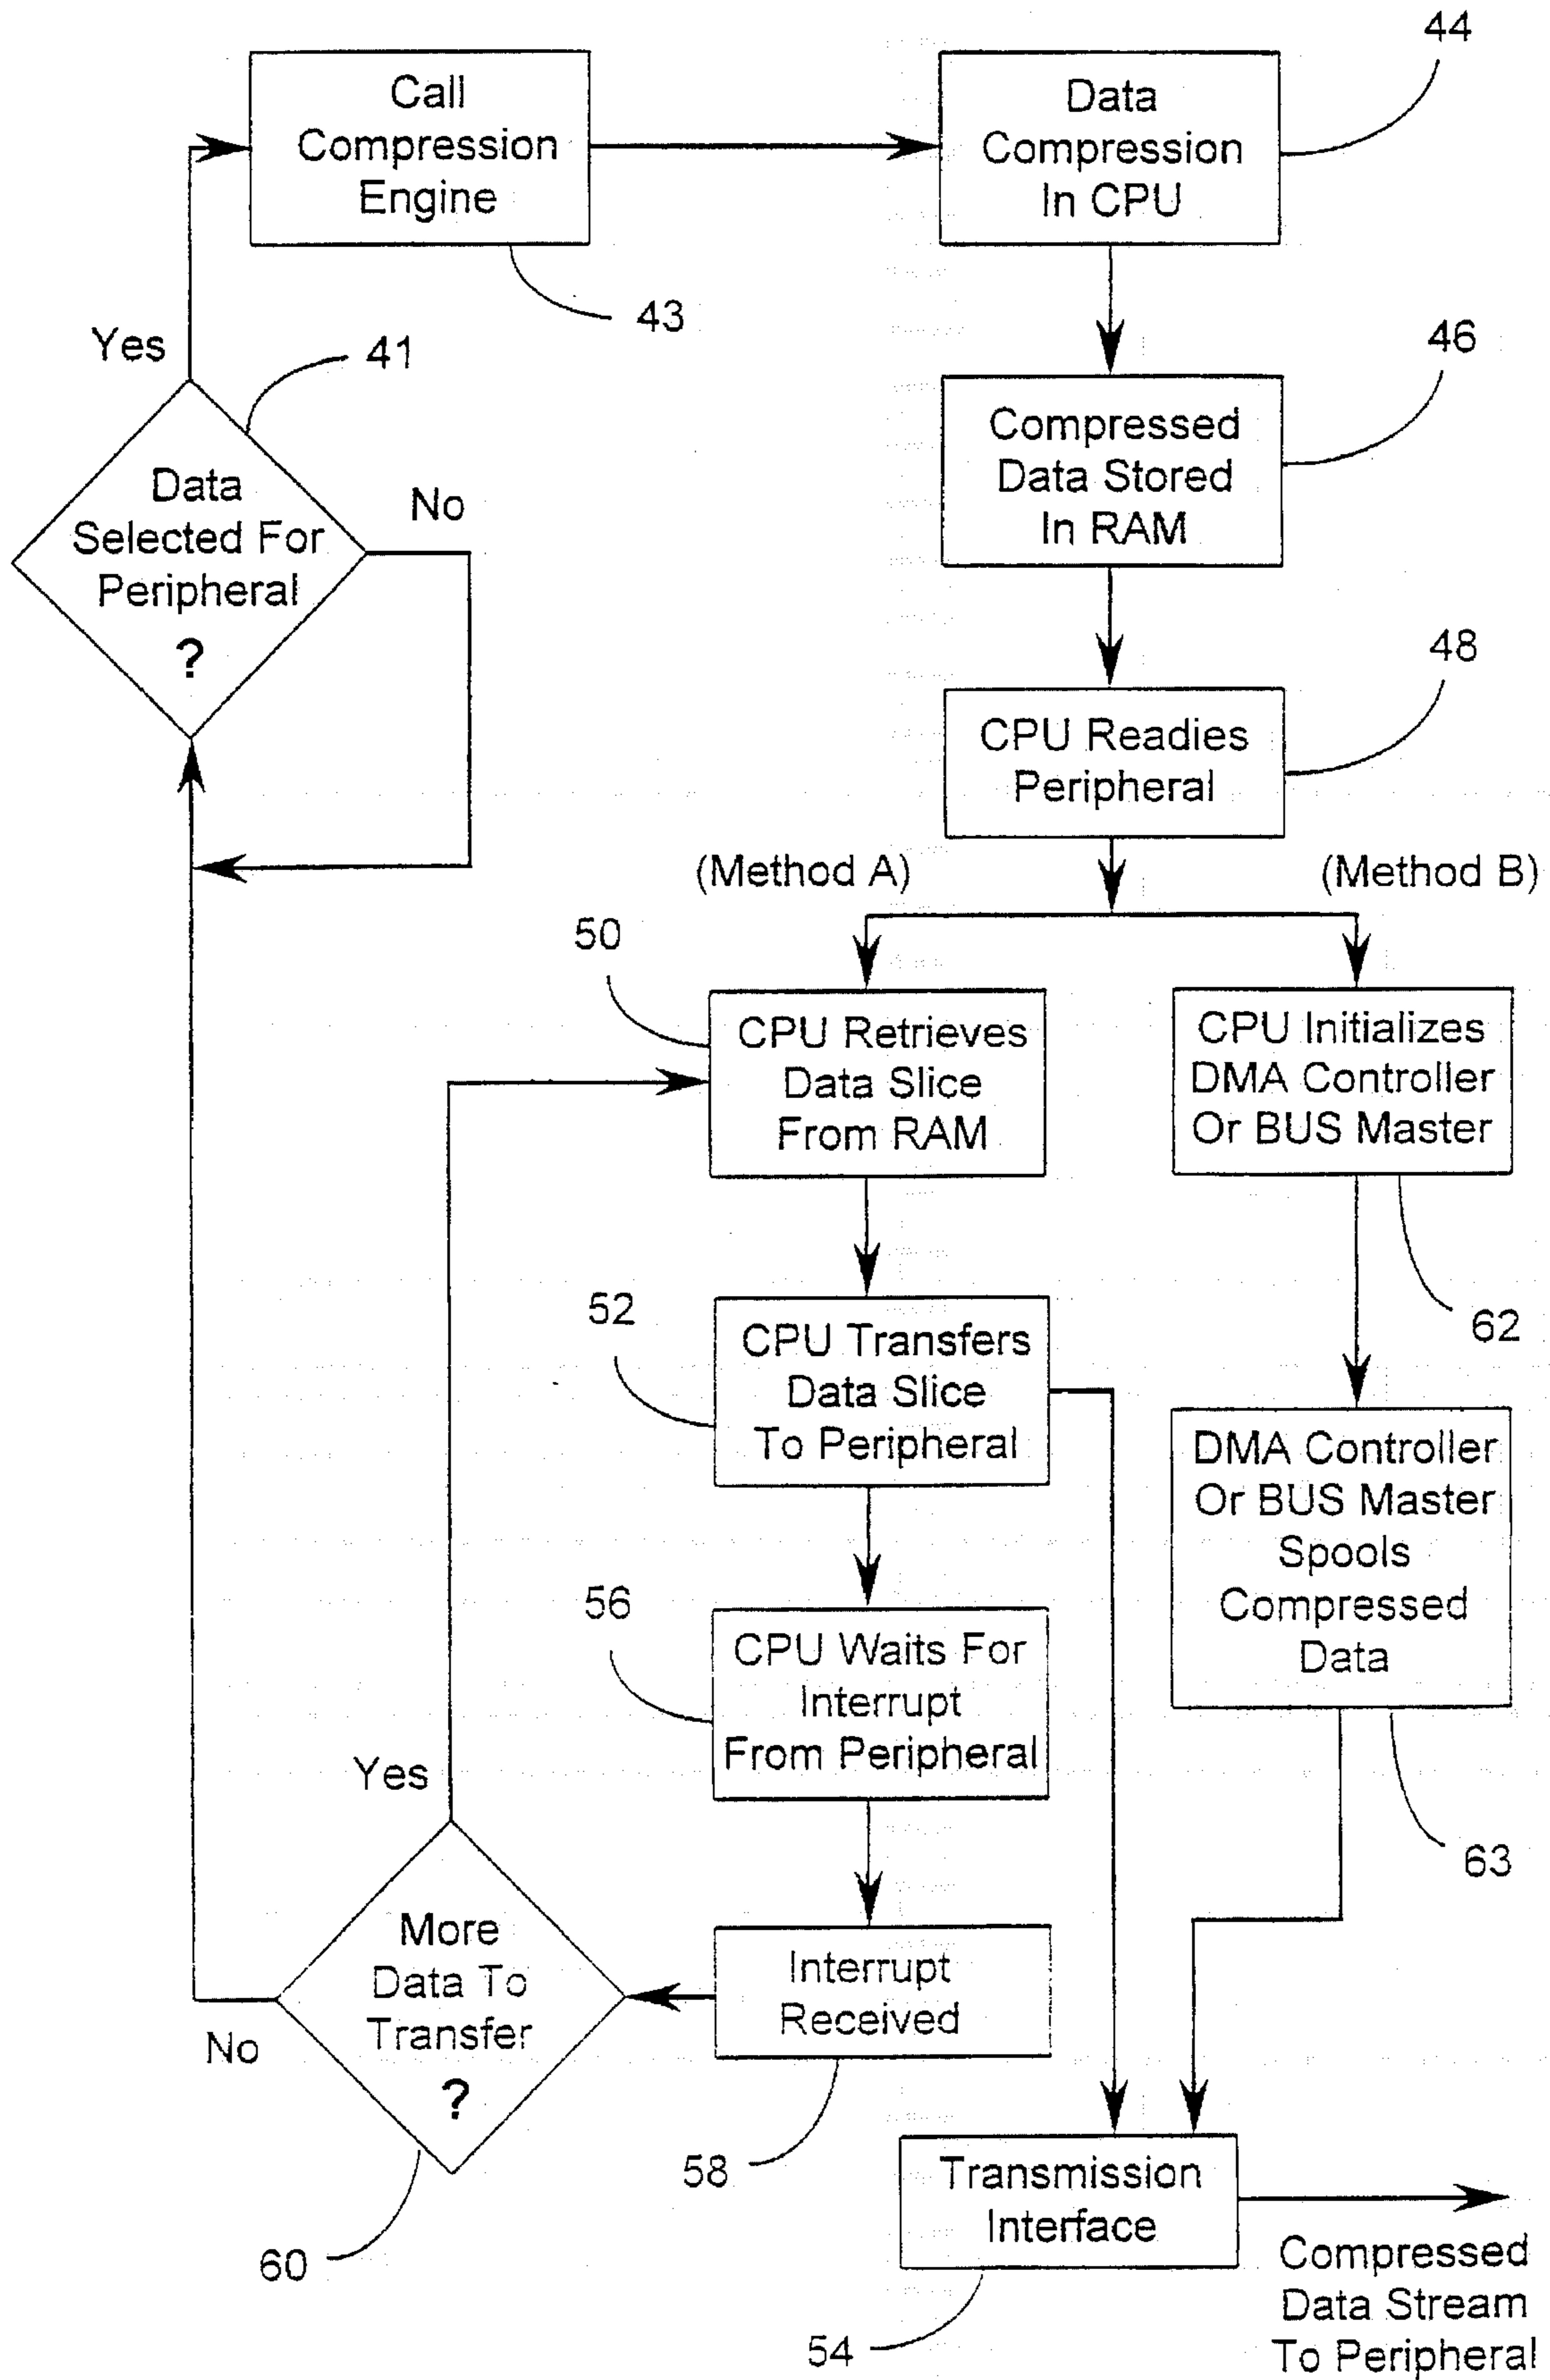 44
Call
Compression
Engine
Data
Compression
In CPU
43
Yes
41
46
Compressed
Data Stored
In RAM
Data
Selected For
Peripheral
?
No
48
CPU Readies
Peripheral
(Method A)
(Method B)
50
CPU Retrieves
Data Slice
From RAM
CPU Initializes
DMA Controller
Or BUS Master
52
62
CPU Transfers
Data Slice
To Peripheral
DMA Controller
Or BUS Master
Spools
Compressed
Data
56
CPU Waits For
Interrupt
From Peripheral
Yes
63
More
Data To
Transfer
?
No
Interrupt
Received
58
60
Transmission
Interface
54
Compressed
Data Stream
To Peripheral